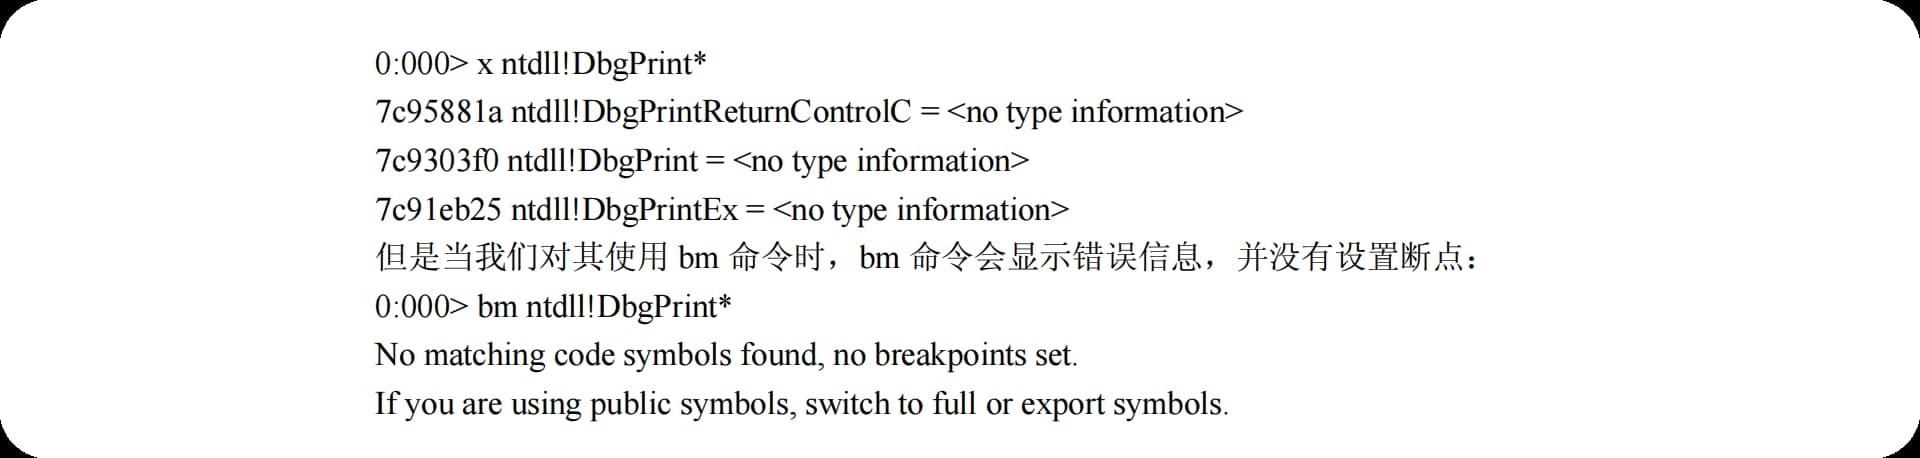 0:000> x ntdll!DbgPrint*
7c95881a ntdll!DbgPrintReturnControlC = <no type information>
7c9303f0 ntdll!DbgPrint = <no type information>
7c91eb25 ntdll!DbgPrintEx = <no type information>
但是当我们对其使用 bm 命令时，bm 命令会显示错误信息，并没有设置断点：
0:000> bm ntdll!DbgPrint*
No matching code symbols found, no breakpoints set.
If you are using public symbols, switch to full or export symbols.